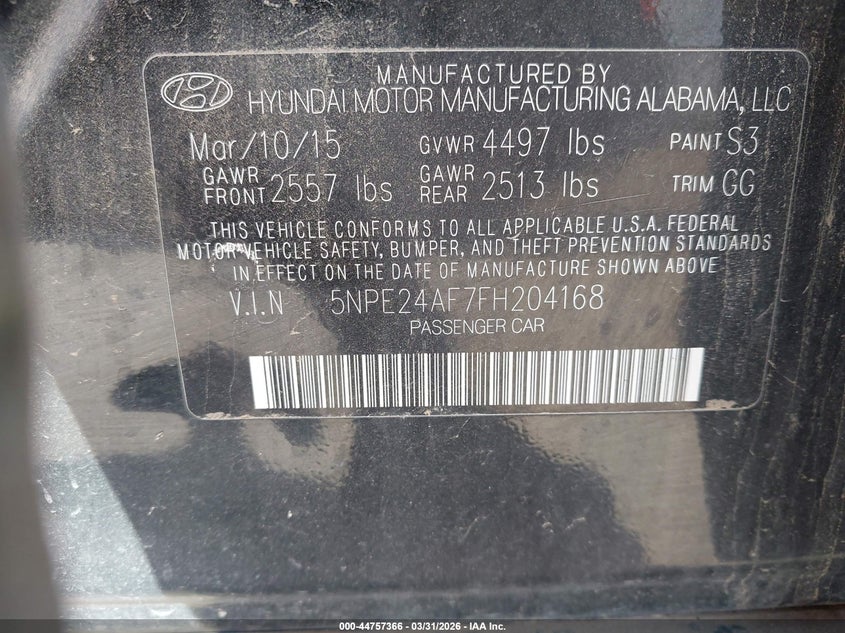 MANUFACTURED BY
HYUNDAI MOTOR MANUFACTURING ALABAMA, LLC
Mar/10/15 GVWR 4497 lbs PAINT S3
GAWR FRONT 2557 lbs GAWR REAR 2513 lbs TRIM GG
THIS VEHICLE CONFORMS TO ALL APPLICABLE U.S.A. FEDERAL
MOTOR VEHICLE SAFETY, BUMPER, AND THEFT PREVENTION STANDARDS
IN EFFECT ON THE DATE OF MANUFACTURE SHOWN ABOVE
V.I.N 5NPE24AF7FH204168
PASSENGER CAR
000-44757366 - 03/31/2026 - IAA Inc.